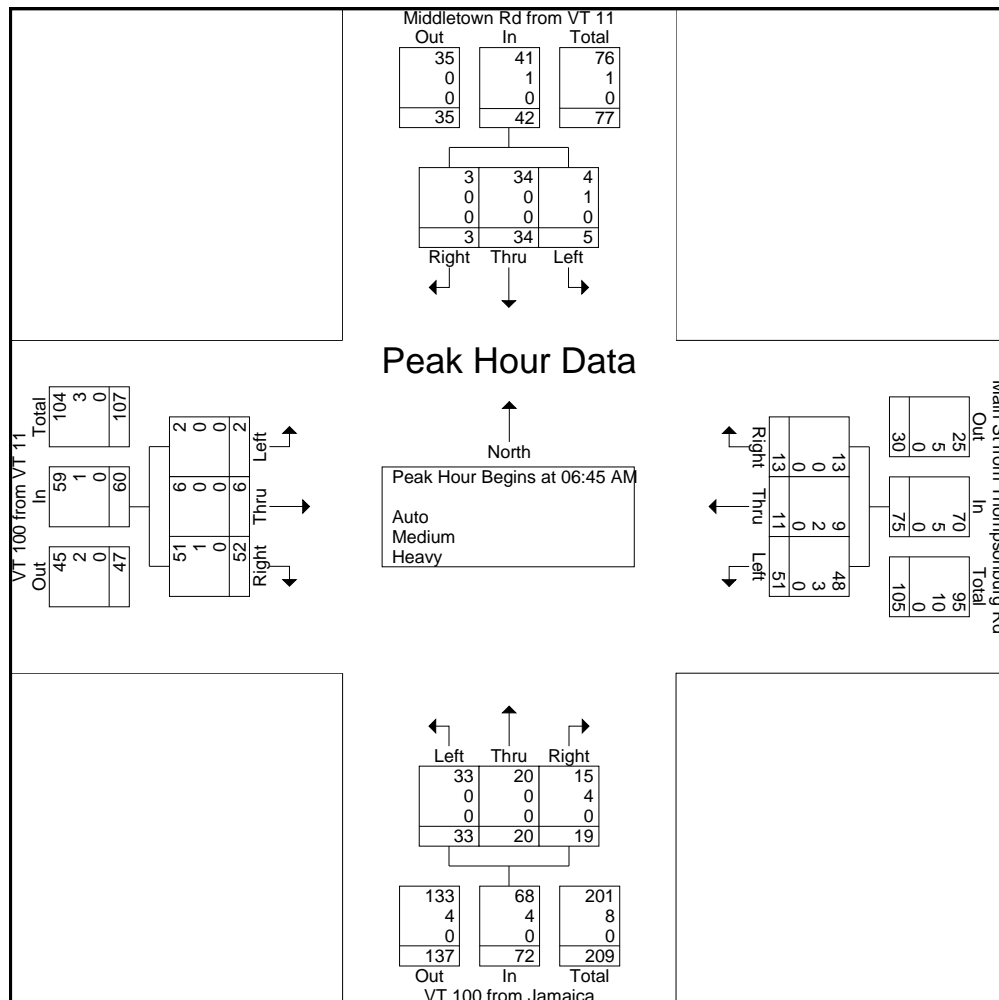 Middletown Rd from VT 11
Out In Total
35 41 76
0 1 1
0 0 0
35 42 77
3 34 4
0 0 1
0 0 0
3 34 5
Right Thru Left
Peak Hour Data
North
Peak Hour Begins at 06:45 AM
Auto
Medium
Heavy
VT 100 from VT 11
Out In Total
45 59 104
2 1 3
0 0 0
47 60 107
51 6 2
1 0 0
0 0 0
52 6 2
Right Thru Left
Main St from Thompsonburg Rd
Out In Total
25 70 95
5 5 10
0 0 0
30 75 105
13 9 48
0 2 3
0 0 0
13 11 51
Right Thru Left
Left Thru Right
33 20 15
0 0 4
0 0 0
33 20 19
133 68 201
4 4 8
0 0 0
137 72 209
Out In Total
VT 100 from Jamaica